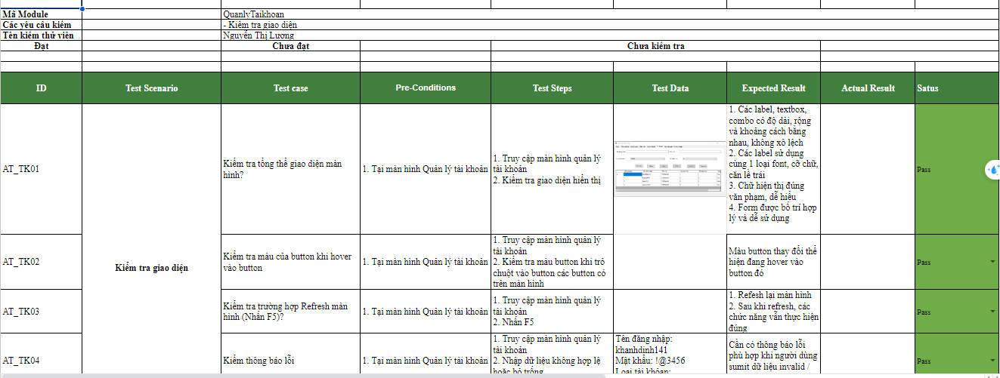 Mã Module
QuanlyTaikhoan
Các yêu cầu kiểm
- Kiểm tra giao diện
Tên kiểm thử viên
Nguyễn Thị Lương
Đạt
Chưa đạt
Chưa kiểm tra
ID
Test Scenario
Test case
Pre-Conditions
Test Steps
Test Data
Expected Result
Actual Result
Satus
AT_TK01
Kiểm tra giao diện
Kiểm tra tổng thể giao diện màn
hình?
1. Tại màn hình Quản lý tài khoản
1. Truy cập màn hình quản lý
tài khoản
2. Kiểm tra giao diện hiển thị
1. Các label, textbox,
combo có độ dài, rộng
và khoảng cách bằng
nhau, không xô lệch
2. Các label sử dụng
cùng 1 loại font, cỡ chữ,
căn lề trái
3. Chữ hiện thị đúng
văn phạm, dễ hiểu
4. Form được bố trí hợp
lý và dễ sử dụng
Pass
AT_TK02
Kiểm tra màu của button khi hover
vào button
1. Tại màn hình Quản lý tài khoản
1. Truy cập màn hình quản lý
tài khoản
2. Kiểm tra màu button khi trỏ
chuột vào button các button có
trên màn hình
Màu button thay đổi thể
hiện đang hover vào
button đó
Pass
AT_TK03
Kiểm tra trường hợp Refresh màn
hình (Nhấn F5)?
1. Tại màn hình Quản lý tài khoản
1. Truy cập màn hình quản lý
tài khoản
2. Nhấn F5
1. Refesh lại màn hình
2. Sau khi refresh, các
chức năng vẫn thực hiện
đúng
Pass
AT_TK04
Kiểm thông báo lỗi
1. Tại màn hình Quản lý tài khoản
1. Truy cập màn hình quản lý
tài khoản
2. Nhập dữ liệu không hợp lệ
hoặc bỏ trống
Tên đăng nhập:
khanhdinh141
Mật khẩu: !@3456
Loại tài khỏan:
Cần có thông báo lỗi
phù hợp khi người dùng
sumit dữ liệu invalid /
Pass